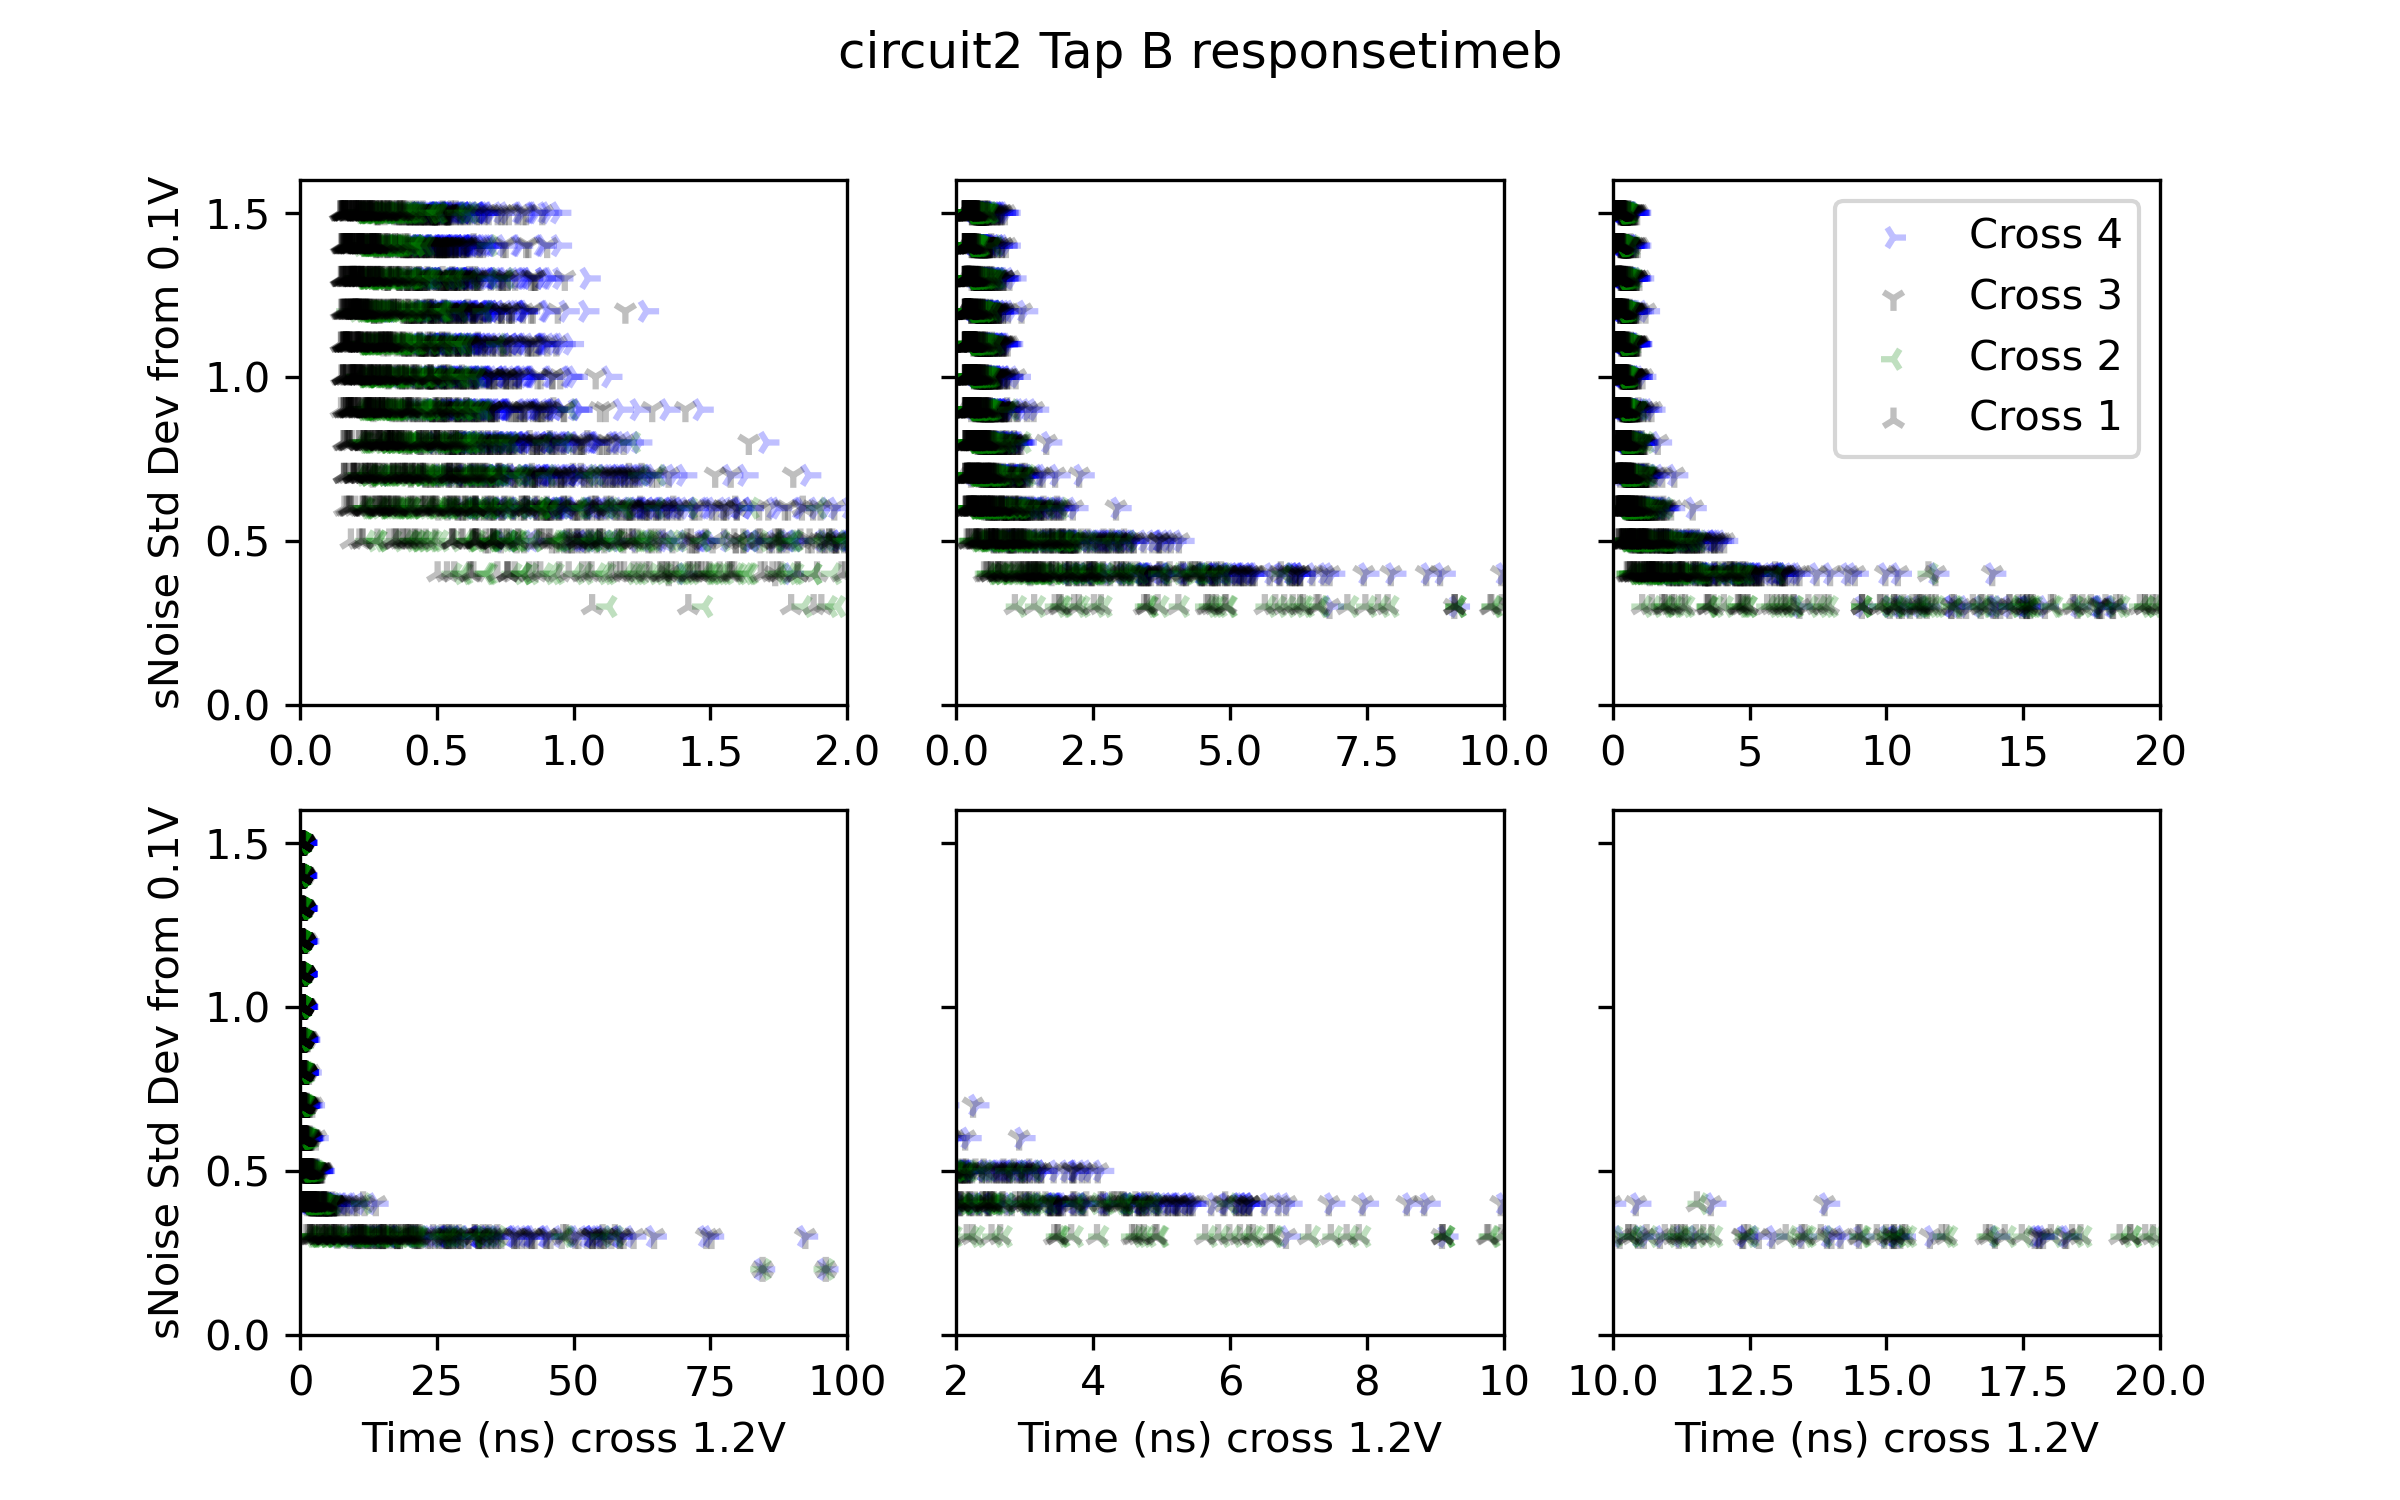 circuit2 Tap B responsetimeb
sNoise Std Dev from 0.1V
1.5
1.0
0.5
0.0
0.0 0.5 1.0 1.5 2.0
0.0 2.5 5.0 7.5 10.0
Cross 4
Cross 3
Cross 2
Cross 1
0 5 10 15 20
sNoise Std Dev from 0.1V
1.5
1.0
0.5
0.0
0 25 50 75 100
Time (ns) cross 1.2V
2 4 6 8 10
Time (ns) cross 1.2V
10.0 12.5 15.0 17.5 20.0
Time (ns) cross 1.2V